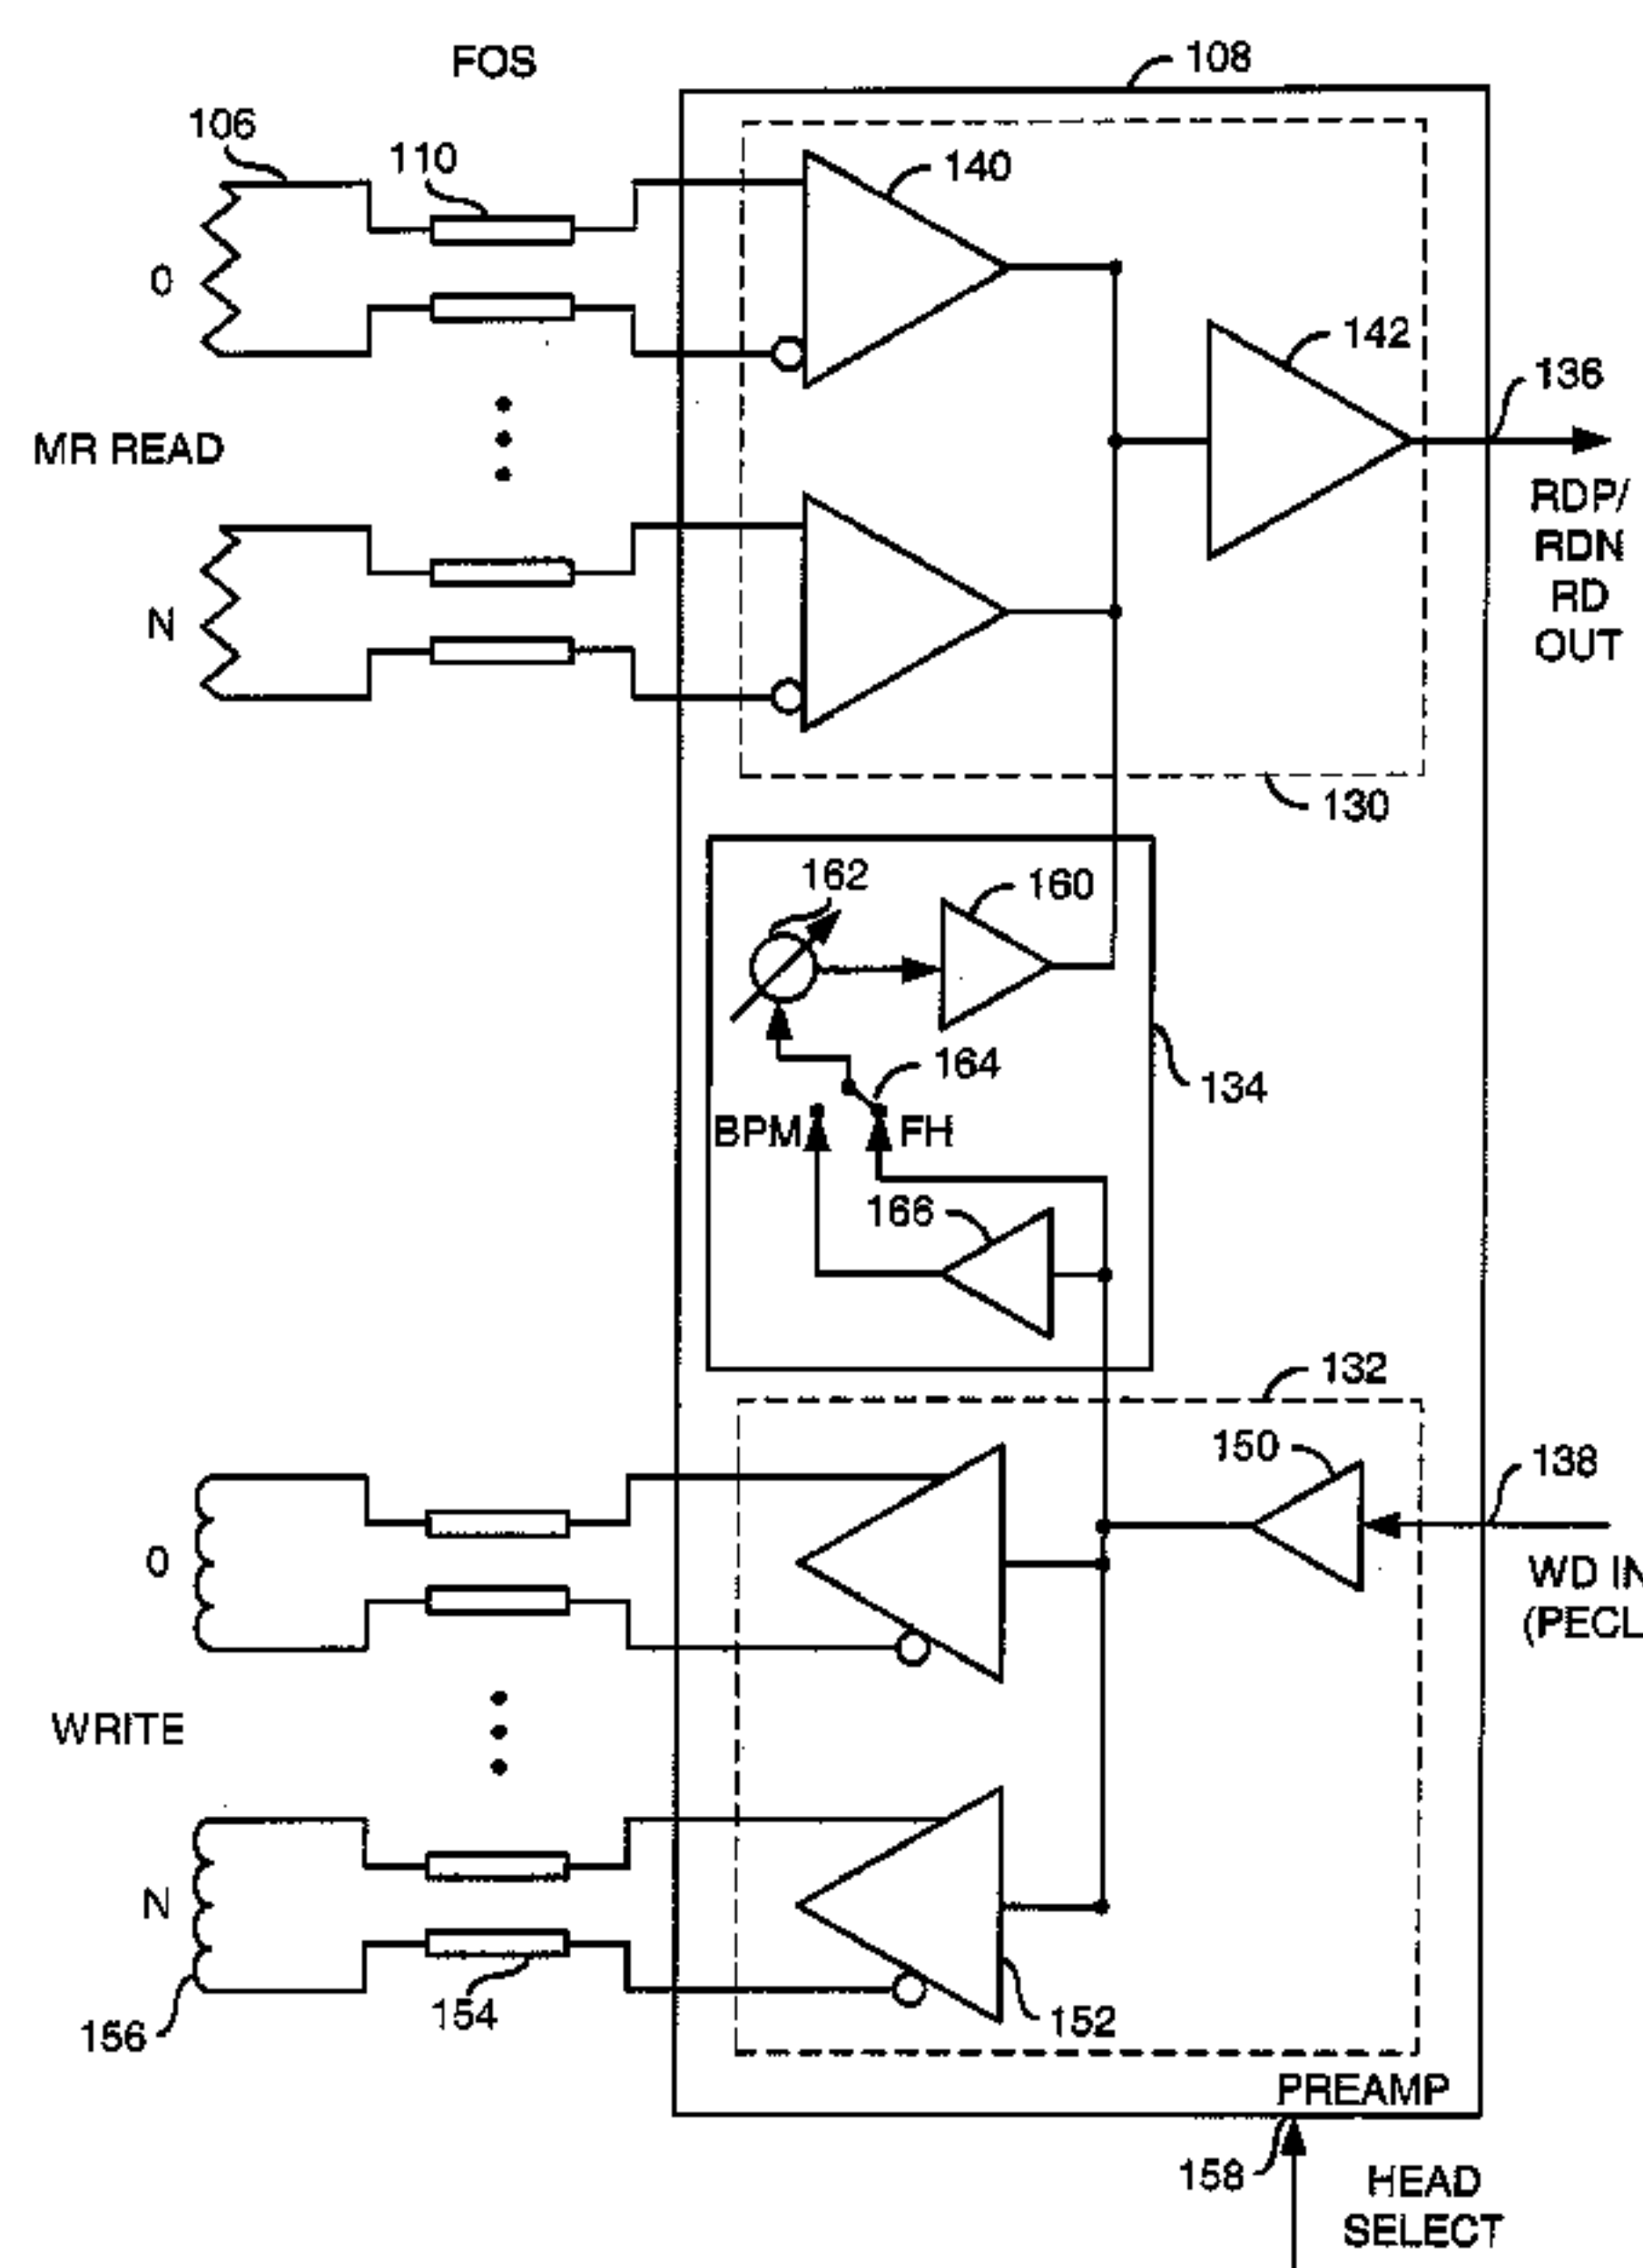 FOS
108
106
110
140
0
142
136
MR READ
RDP/
RDN
RD
OUT
N
130
162
160
164
134
BPM
FH
166
132
150
138
0
WD IN
(PECL
WRITE
N
154
152
156
PREAMP
158
HEAD
SELECT